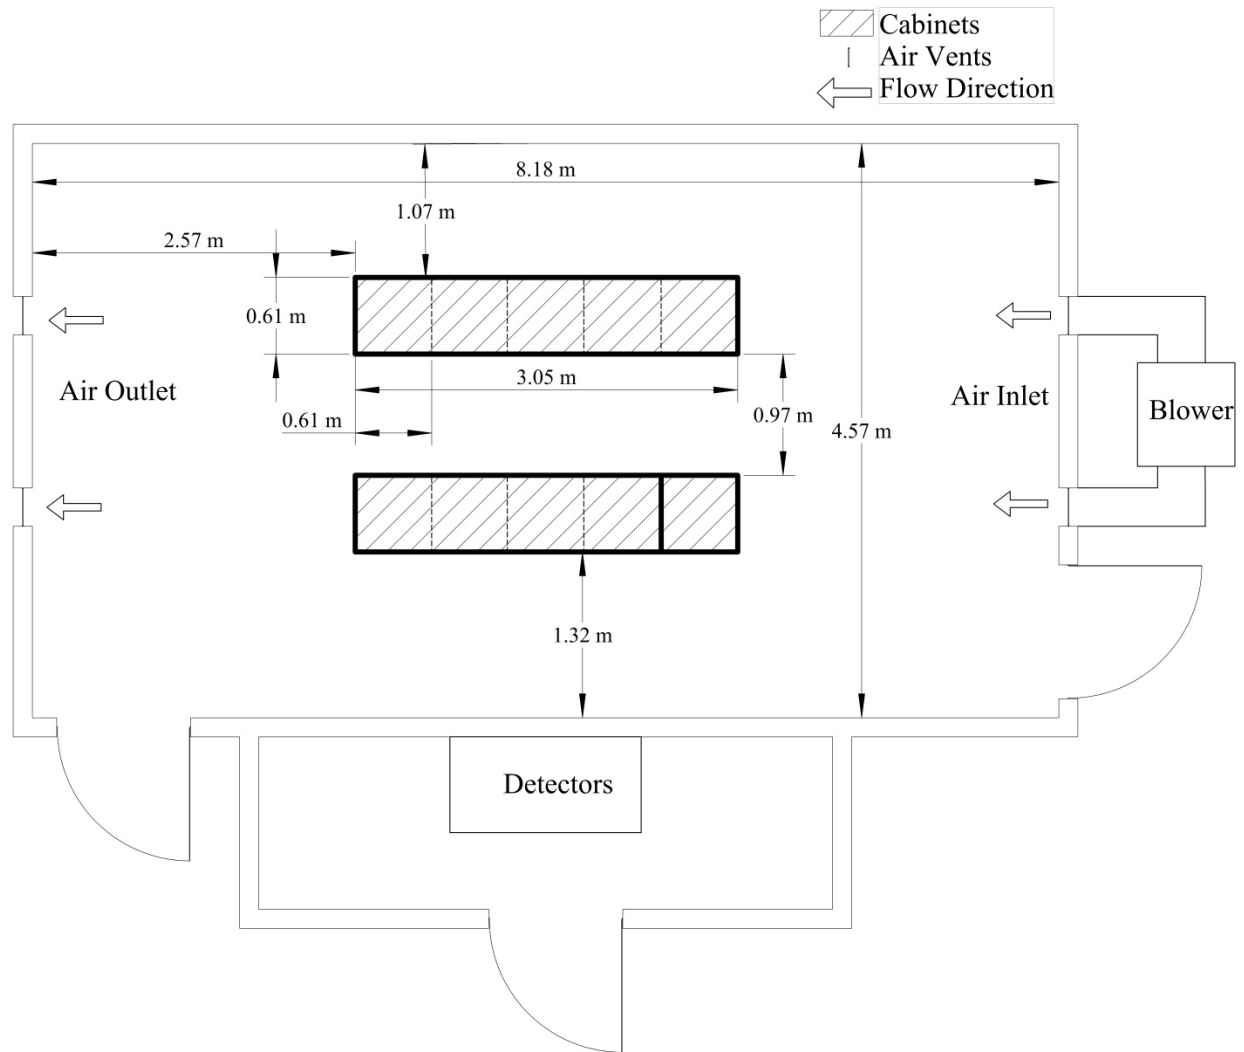 Cabinets
Air Vents
Flow Direction
8.18 m
1.07 m
2.57 m
0.61 m
3.05 m
Air Outlet
Air Inlet
Blower
0.61 m
0.97 m
4.57 m
1.32 m
Detectors